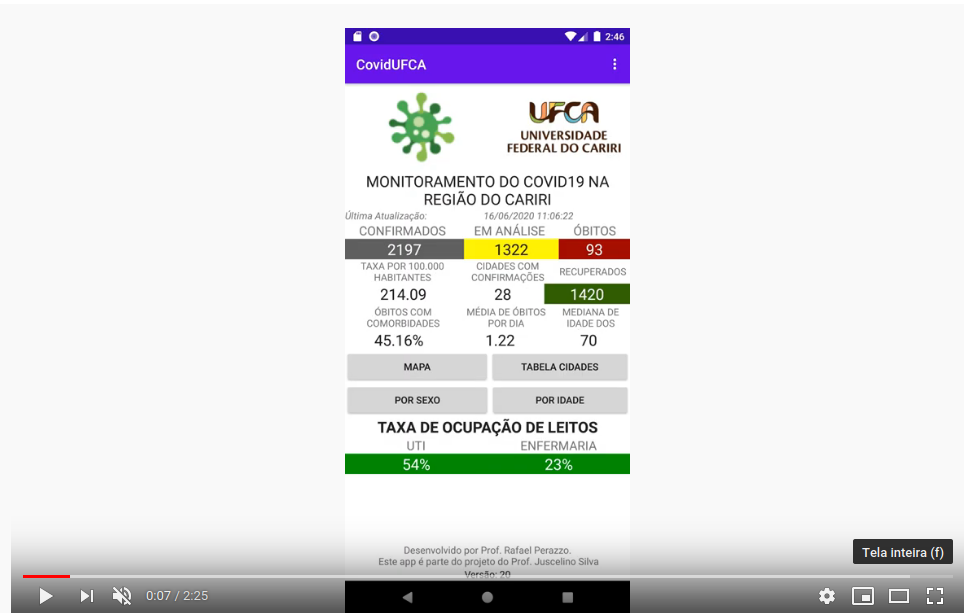 2:46
CovidUFCA
UFCA
UNIVERSIDADE
FEDERAL DO CARIRI
MONITORAMENTO DO COVID19 NA
REGIÃO DO CARIRI
Última Atualização: 16/06/2020 11:06:22
CONFIRMADOS EM ANÁLISE ÓBITOS
2197 1322 93
TAXA POR 100.000 HABITANTES CIDADES COM CONFIRMAÇÕES RECUPERADOS
214.09 28 1420
ÓBITOS COM COMORBIDADES MÉDIA DE ÓBITOS POR DIA MEDIANA DE IDADE DOS
45.16% 1.22 70
MAPA TABELA CIDADES
POR SEXO POR IDADE
TAXA DE OCUPAÇÃO DE LEITOS
UTI ENFERMARIA
54% 23%
Desenvolvido por Prof. Rafael Perazzo.
Este app é parte do projeto do Prof. Juscelino Silva
Versão: 20
Tela inteira (f)
0:07 / 2:25